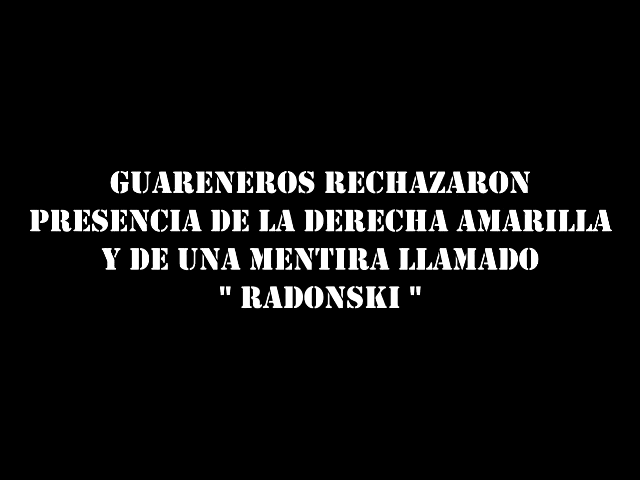 GUARENEROS RECHAZARON
PRESENCIA DE LA DERECHA AMARILLA
Y DE UNA MENTIRA LLAMADO
" RADONSKI "